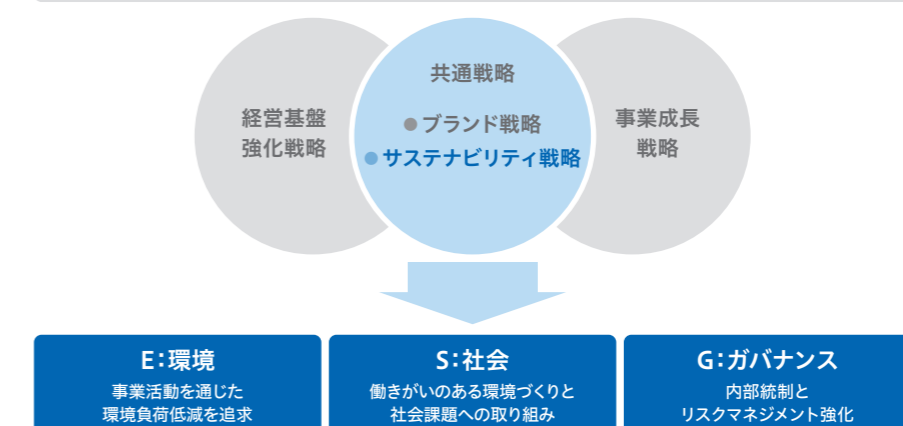 経営基盤
強化戦略
共通戦略
●ブランド戦略
●サステナビリティ戦略
事業成長
戦略
E:環境
事業活動を通じた
環境負荷低減を追求
S:社会
働きがいのある環境づくりと
社会課題への取り組み
G:ガバナンス
内部統制と
リスクマネジメント強化